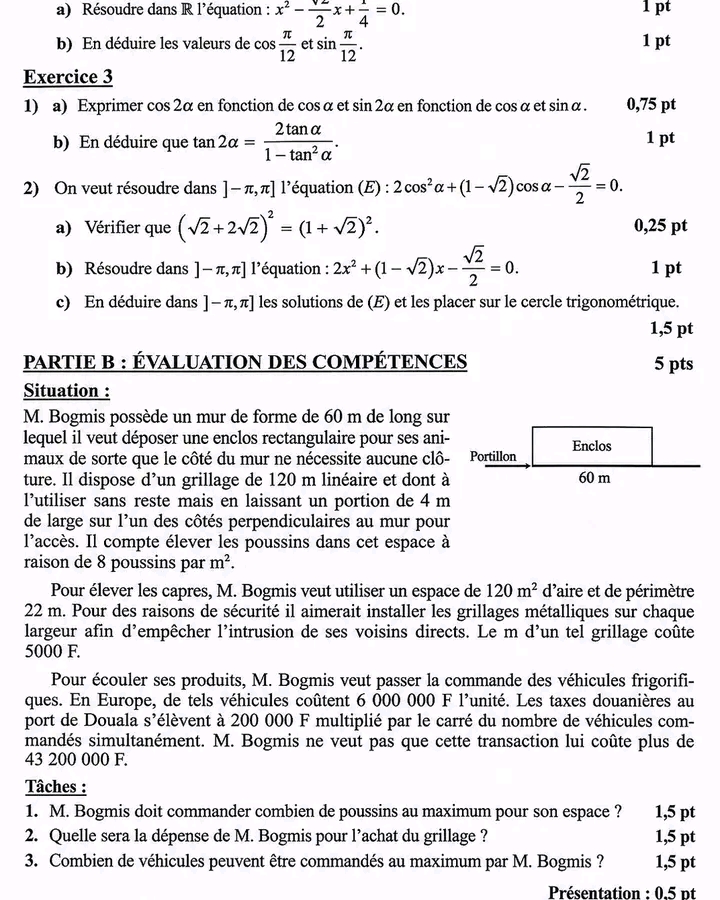 a) Résoudre dans ℝ l'équation : x² − √2/2 x + 1/4 = 0. 1 pt
b) En déduire les valeurs de cos π/12 et sin π/12. 1 pt
Exercice 3
1) a) Exprimer cos 2α en fonction de cos α et sin 2α en fonction de cos α et sin α. 0,75 pt
b) En déduire que tan 2α = 2 tan α / (1 − tan² α). 1 pt
2) On veut résoudre dans ]−π, π] l'équation (E) : 2 cos² α + (1 − √2) cos α − √2/2 = 0.
a) Vérifier que (√2 + 2√2)² = (1 + √2)². 0,25 pt
b) Résoudre dans ]−π, π] l'équation : 2x² + (1 − √2)x − √2/2 = 0. 1 pt
c) En déduire dans ]−π, π] les solutions de (E) et les placer sur le cercle trigonométrique.
1,5 pt
PARTIE B : ÉVALUATION DES COMPÉTENCES 5 pts
Situation :
M. Bogmis possède un mur de forme de 60 m de long sur
lequel il veut déposer une enclos rectangulaire pour ses ani-
maux de sorte que le côté du mur ne nécessite aucune clô-
ture. Il dispose d'un grillage de 120 m linéaire et dont à
l'utiliser sans reste mais en laissant un portion de 4 m
de large sur l'un des côtés perpendiculaires au mur pour
l'accès. Il compte élever les poussins dans cet espace à
raison de 8 poussins par m².
Enclos
Portillon
60 m
Pour élever les capres, M. Bogmis veut utiliser un espace de 120 m² d'aire et de périmètre
22 m. Pour des raisons de sécurité il aimerait installer les grillages métalliques sur chaque
largeur afin d'empêcher l'intrusion de ses voisins directs. Le m d'un tel grillage coûte
5000 F.
Pour écouler ses produits, M. Bogmis veut passer la commande des véhicules frigorifi-
ques. En Europe, de tels véhicules coûtent 6 000 000 F l'unité. Les taxes douanières au
port de Douala s'élèvent à 200 000 F multiplié par le carré du nombre de véhicules com-
mandés simultanément. M. Bogmis ne veut pas que cette transaction lui coûte plus de
43 200 000 F.
Tâches :
1. M. Bogmis doit commander combien de poussins au maximum pour son espace ? 1,5 pt
2. Quelle sera la dépense de M. Bogmis pour l'achat du grillage ? 1,5 pt
3. Combien de véhicules peuvent être commandés au maximum par M. Bogmis ? 1,5 pt
Présentation : 0,5 pt